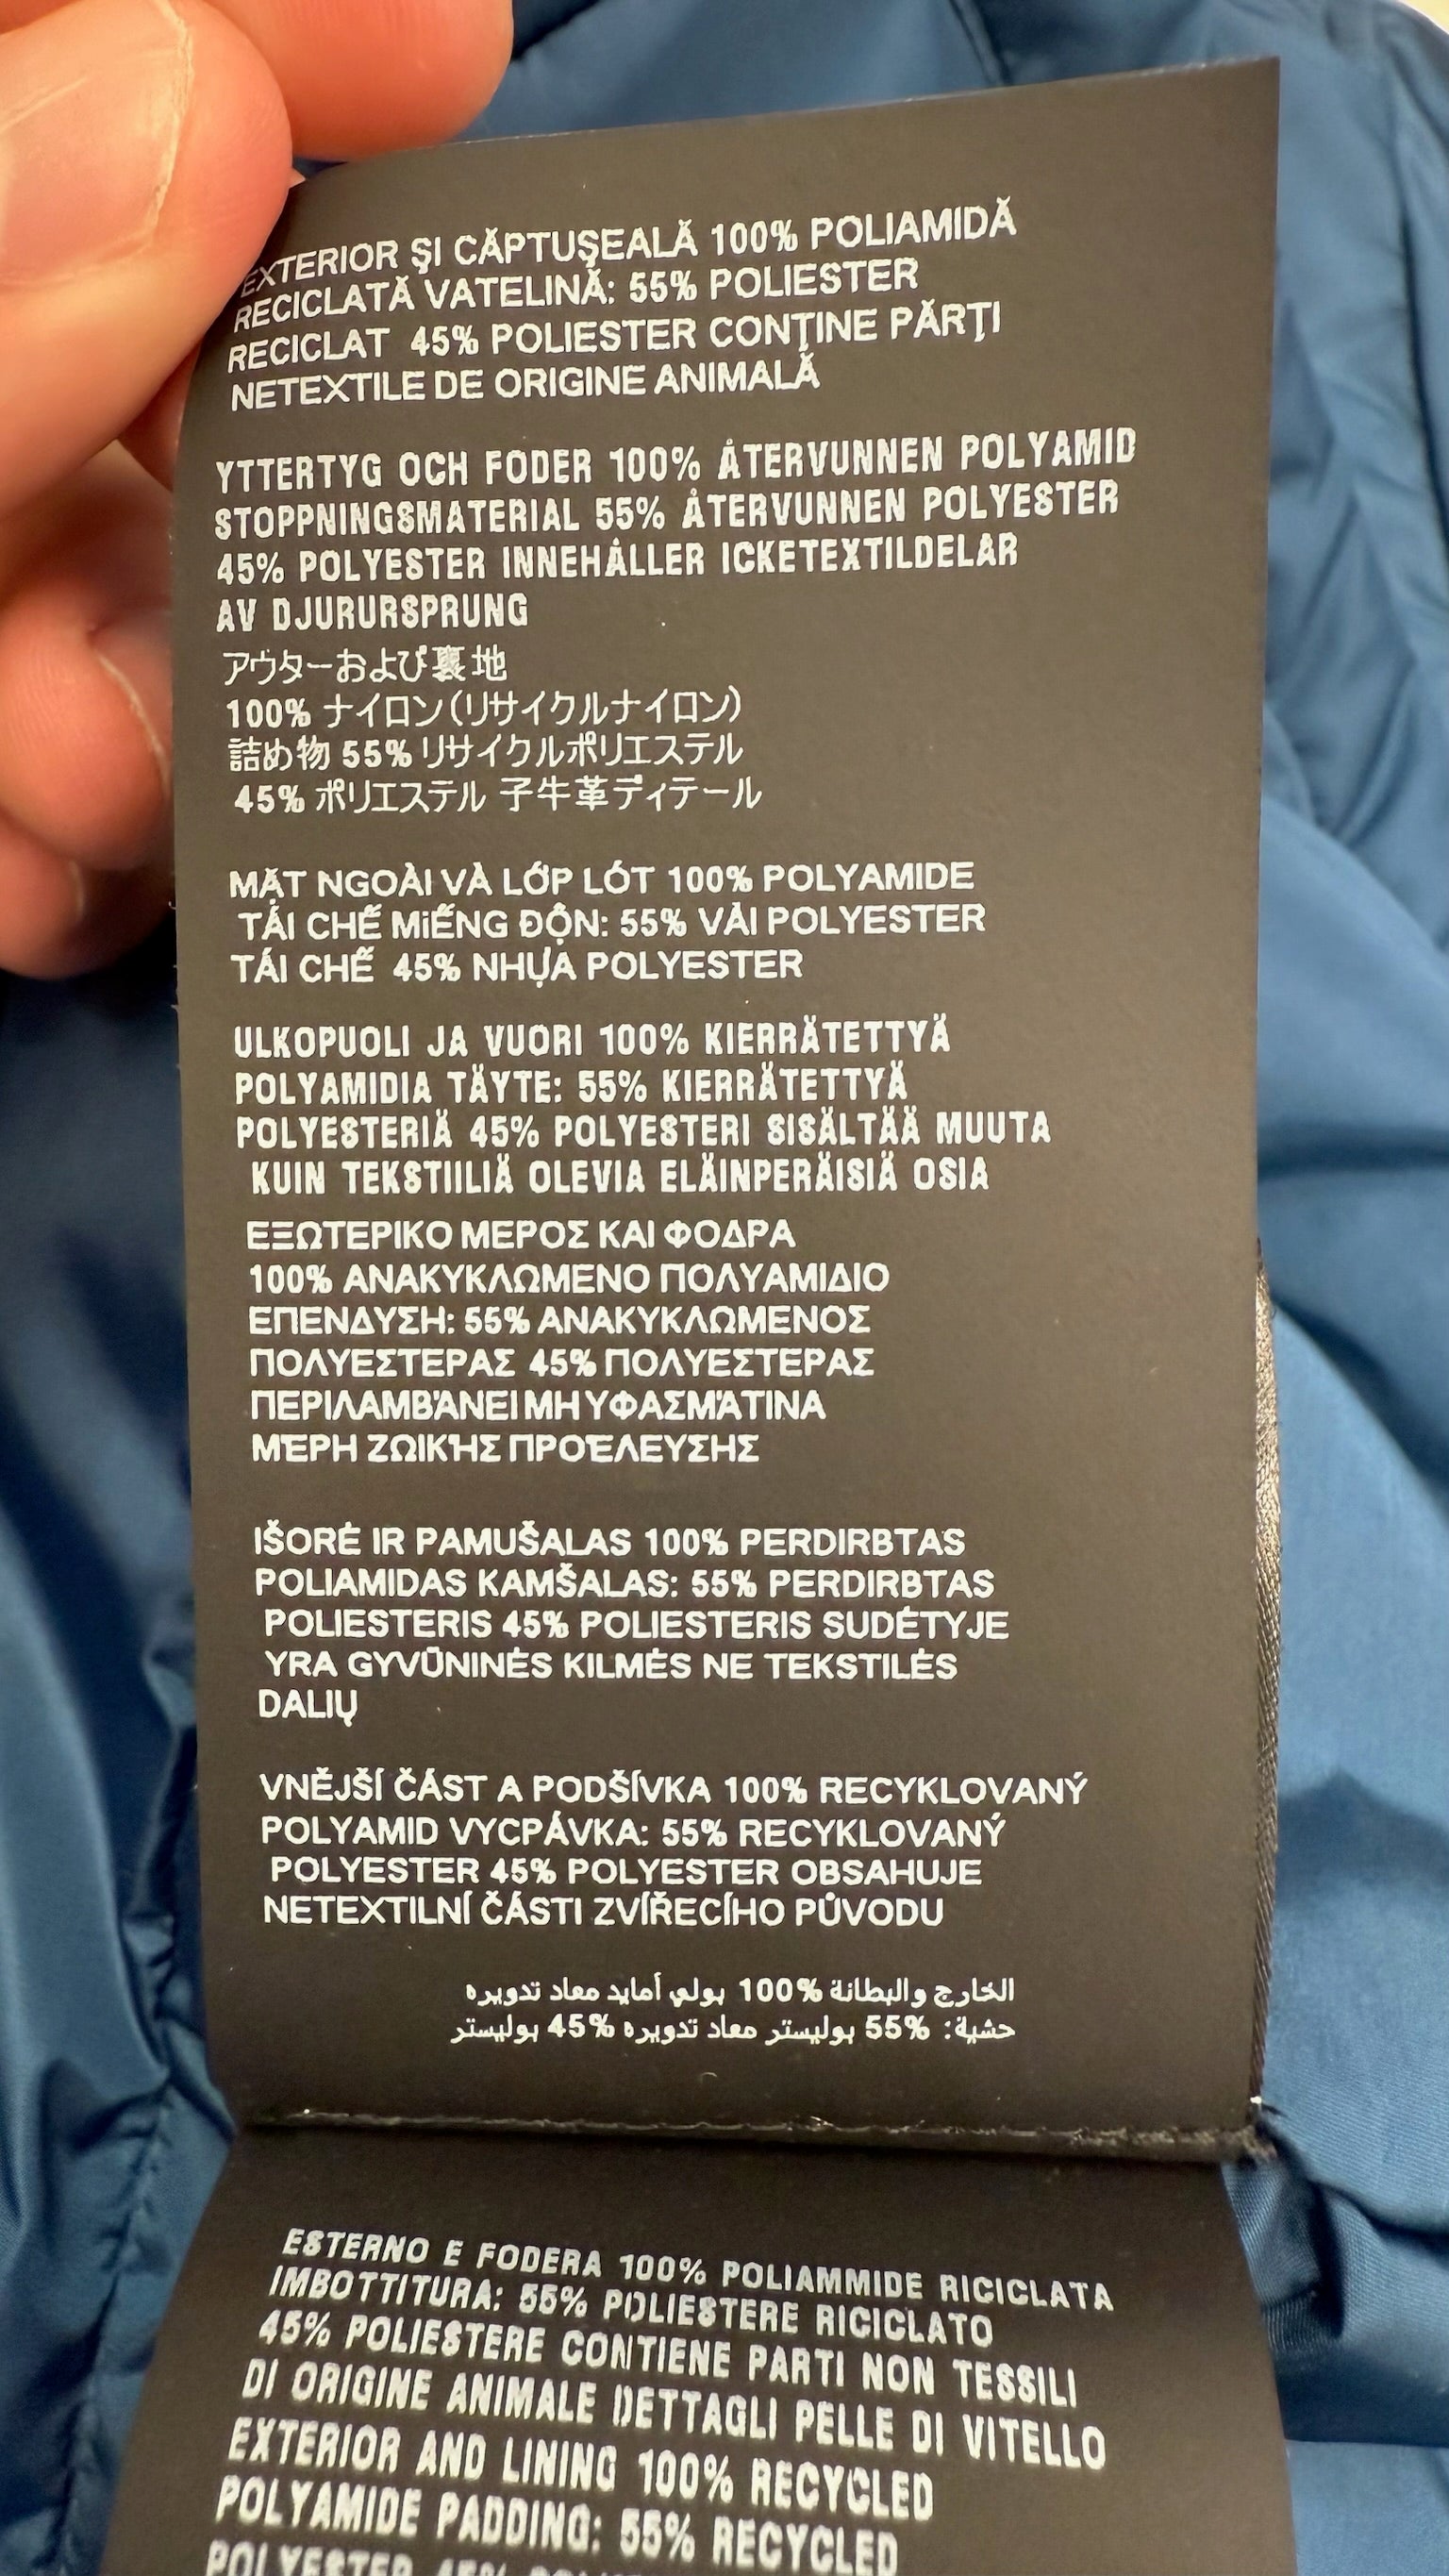 EXTERIOR ŞI CĂPTUŞEALĂ 100% POLIAMIDĂ
RECICLATĂ VATELINĂ: 55% POLIESTER
RECICLAT 45% POLIESTER CONŢINE PĂRŢI
NETEXTILE DE ORIGINE ANIMALĂ
YTTERTYG OCH FODER 100% ÅTERVUNNEN POLYAMID
STOPPNINGSMATERIAL 55% ÅTERVUNNEN POLYESTER
45% POLYESTER INNEHÅLLER ICKETEXTILDELAR
AV DJURURSPRUNG
アウターおよび裏地
100% ナイロン(リサイクルナイロン)
詰め物 55% リサイクルポリエステル
45% ポリエステル 子牛革ディテール
MẶT NGOÀI VÀ LỚP LÓT 100% POLYAMIDE
TÁI CHẾ MiẾNG ĐỘN: 55% VẢI POLYESTER
TÁI CHẾ 45% NHỰA POLYESTER
ULKOPUOLI JA VUORI 100% KIERRÄTETTYÄ
POLYAMIDIA TÄYTE: 55% KIERRÄTETTYÄ
POLYESTERIÄ 45% POLYESTERI SISÄLTÄÄ MUUTA
KUIN TEKSTIILIÄ OLEVIA ELÄINPERÄISIÄ OSIA
ΕΞΩΤΕΡΙΚΟ ΜΕΡΟΣ ΚΑΙ ΦΟΔΡΑ
100% ΑΝΑΚΥΚΛΩΜΕΝΟ ΠΟΛΥΑΜΙΔΙΟ
ΕΠΕΝΔΥΣΗ: 55% ΑΝΑΚΥΚΛΩΜΕΝΟΣ
ΠΟΛΥΕΣΤΕΡΑΣ 45% ΠΟΛΥΕΣΤΕΡΑΣ
ΠΕΡΙΛΑΜΒΆΝΕΙ ΜΗ ΥΦΑΣΜΆΤΙΝΑ
ΜΈΡΗ ΖΩΙΚΉΣ ΠΡΟΈΛΕΥΣΗΣ
IŠORĖ IR PAMUŠALAS 100% PERDIRBTAS
POLIAMIDAS KAMŠALAS: 55% PERDIRBTAS
POLIESTERIS 45% POLIESTERIS SUDĖTYJE
YRA GYVŪNINĖS KILMĖS NE TEKSTILĖS
DALIŲ
VNĚJŠÍ ČÁST A PODŠÍVKA 100% RECYKLOVANÝ
POLYAMID VYCPÁVKA: 55% RECYKLOVANÝ
POLYESTER 45% POLYESTER OBSAHUJE
NETEXTILNÍ ČÁSTI ZVÍŘECÍHO PŮVODU
الخارج والبطانة %100 بولي أمايد معاد تدويره
حشية: %55 بوليستر معاد تدويره %45 بوليستر
ESTERNO E FODERA 100% POLIAMMIDE RICICLATA
IMBOTTITURA: 55% POLIESTERE RICICLATO
45% POLIESTERE CONTIENE PARTI NON TESSILI
DI ORIGINE ANIMALE DETTAGLI PELLE DI VITELLO
EXTERIOR AND LINING 100% RECYCLED
POLYAMIDE PADDING: 55% RECYCLED
POLYESTER 45%